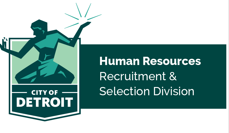 CITY OF
DETROIT
Human Resources
Recruitment &
Selection Division